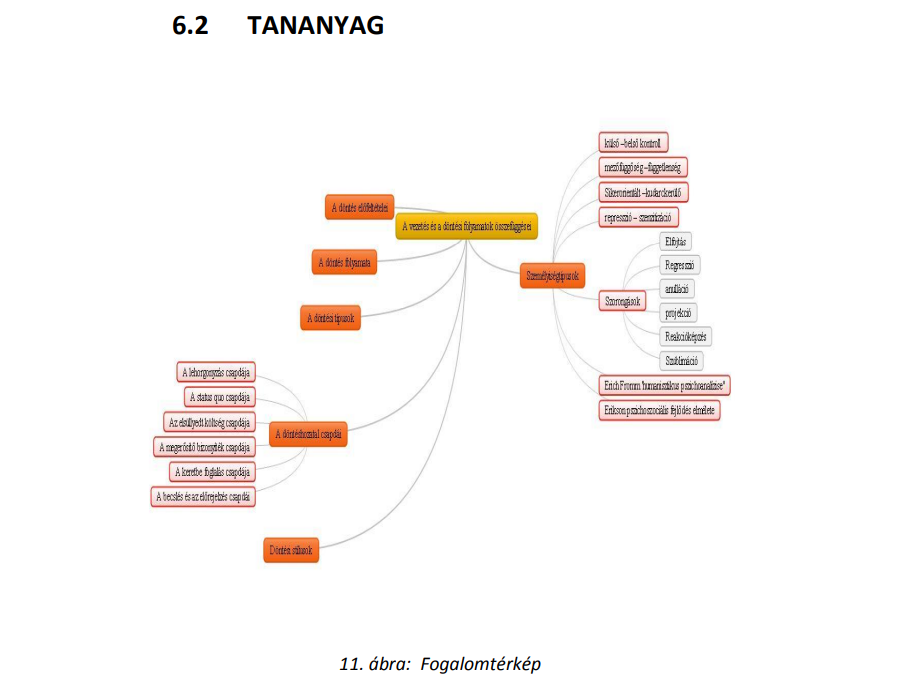 6.2 TANANYAG
A döntés előfeltételei
A vezetés és a döntési folyamatok összefüggései
A döntés folyamata
A döntési típusok
A döntéshozatal csapdái
A lehorgonyzás csapdája
A status quo csapdája
Az elsüllyedt költség csapdája
A megerősítő bizonyíték csapdája
A keretbe foglalás csapdája
A becslés és az előrejelzés csapdái
Döntési stílusok
Személyiségtípusok
külső –belső kontroll
mezőfüggőség –függetlenség
Sikerorientált –kudarckerülő
represszió – szenzitizáció
Szorongások
Elfojtás
Regresszió
anulláció
projekció
Reakcióképzés
Szublimáció
Erich Fromm "humanisztikus pszichoanalízise"
Erikson pszichoszociális fejlődés elmélete
11. ábra: Fogalomtérkép